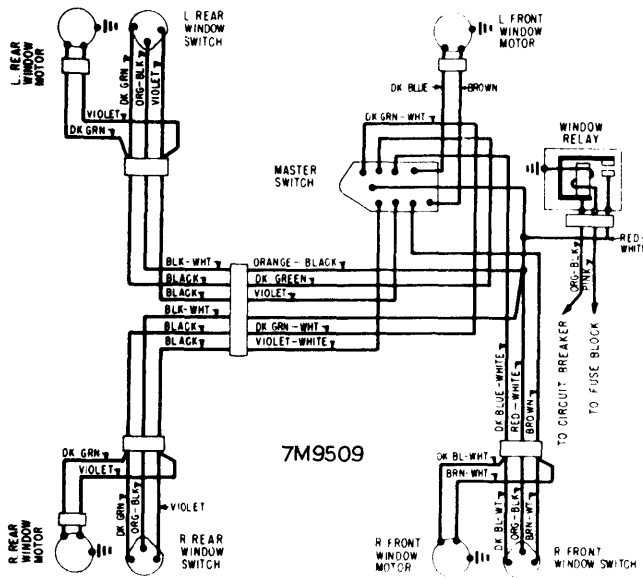 L REAR
WINDOW
SWITCH
L FRONT
WINDOW
MOTOR
L. REAR
WINDOW
MOTOR
DK GRN
ORG-BLK
VIOLET
VIOLET
DK GRN
DK BLUE
BROWN
DK GRN-WHT
WINDOW
RELAY
MASTER
SWITCH
RED-
WHITE
ORG-BLK
PINK
BLK-WHT
ORANGE-BLACK
BLACK
DK GREEN
BLACK
VIOLET
BLK-WHT
BLACK
DK GRN-WHT
BLACK
VIOLET-WHITE
TO CIRCUIT BREAKER
TO FUSE BLOCK
DK BLUE-WHITE
RED-WHITE
BROWN
7M9509
DK GRN
VIOLET
DK BL-WHT
BRN-WHT
DK GRN
ORG-BLK
VIOLET
DK BL-WT
ORG-BLK
BRN-WT
R. REAR
WINDOW
MOTOR
R REAR
WINDOW
SWITCH
R FRONT
WINDOW
MOTOR
R FRONT
WINDOW SWITCH